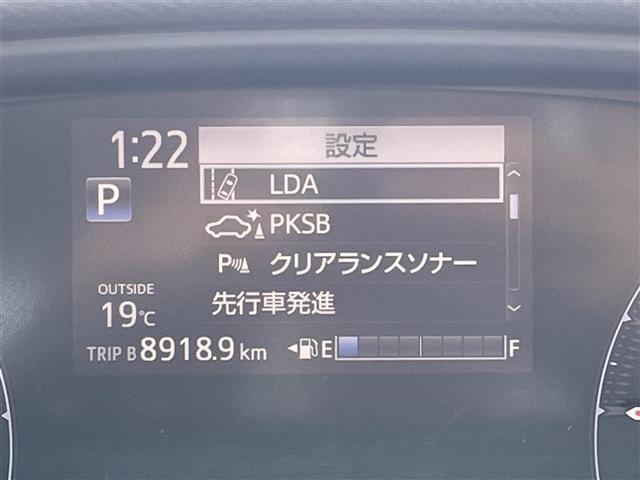 1:22
設定
LDA
P
PKSB
P クリアランスソナー
OUTSIDE
19℃
先行車発進
TRIP B 8918.9 km
E F